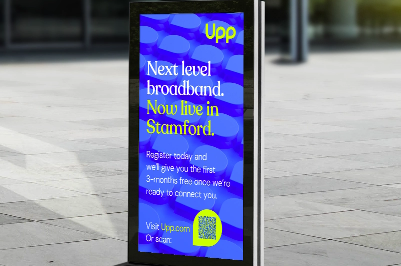 Upp
Next level
broadband.
Now live in
Stamford.
Register today and
we'll give you the first
3-months free once we're
ready to connect you.
Visit Upp.com
Or scan: